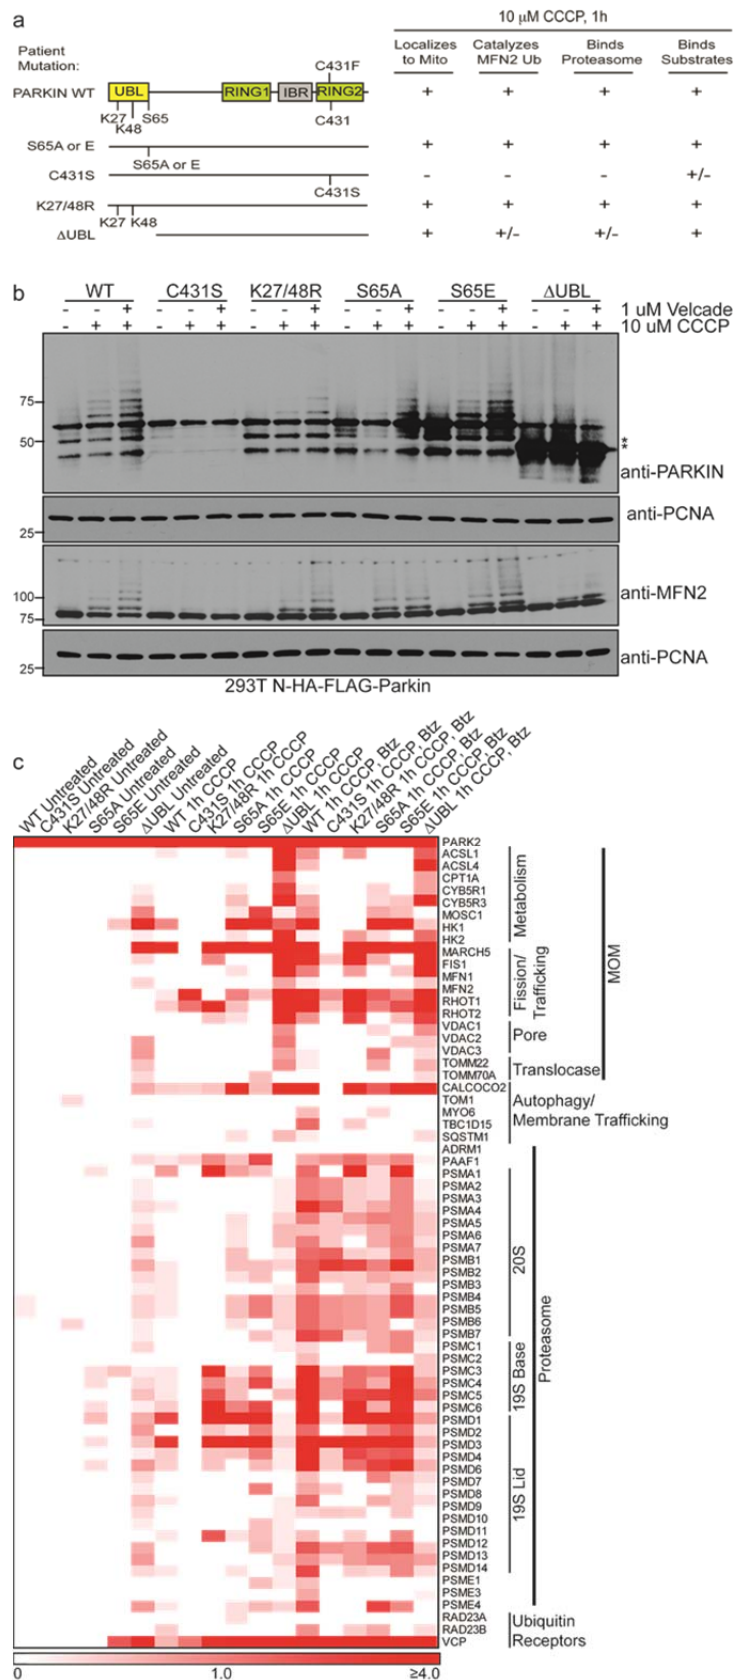 a
10 µM CCCP, 1h
Patient Mutation:
Localizes to Mito
Catalyzes MFN2 Ub
Binds Proteasome
Binds Substrates
C431F
PARKIN WT UBL RING1 IBR RING2 + + + +
K27 K48 S65 C431
S65A or E + + + +
S65A or E
C431S - - - +/-
C431S
K27/48R + + + +
K27 K48
ΔUBL + +/- +/- +
b
WT C431S K27/48R S65A S65E ΔUBL
- - + - - + - - + - - + - - + - - + 1 uM Velcade
- + + - + + - + + - + + - + + - + + 10 uM CCCP
75
50
**
anti-PARKIN
25
anti-PCNA
100
75
anti-MFN2
25
anti-PCNA
293T N-HA-FLAG-Parkin
c
WT Untreated
C431S Untreated
K27/48R Untreated
S65A Untreated
S65E Untreated
ΔUBL Untreated
WT 1h CCCP
C431S 1h CCCP
K27/48R 1h CCCP
S65A 1h CCCP
S65E 1h CCCP
ΔUBL 1h CCCP
WT 1h CCCP, Btz
C431S 1h CCCP, Btz
K27/48R 1h CCCP, Btz
S65A 1h CCCP, Btz
S65E 1h CCCP, Btz
ΔUBL 1h CCCP, Btz
PARK2
ACSL1
ACSL4
CPT1A
CYB5R1
CYB5R3
MOSC1
HK1
HK2
MARCH5
FIS1
MFN1
MFN2
RHOT1
RHOT2
VDAC1
VDAC2
VDAC3
TOMM22
TOMM70A
CALCOCO2
TOM1
MYO6
TBC1D15
SQSTM1
ADRM1
PAAF1
PSMA1
PSMA2
PSMA3
PSMA4
PSMA5
PSMA6
PSMA7
PSMB1
PSMB2
PSMB3
PSMB4
PSMB5
PSMB6
PSMB7
PSMC1
PSMC2
PSMC3
PSMC4
PSMC5
PSMC6
PSMD1
PSMD2
PSMD3
PSMD4
PSMD6
PSMD7
PSMD8
PSMD9
PSMD10
PSMD11
PSMD12
PSMD13
PSMD14
PSME1
PSME3
PSME4
RAD23A
RAD23B
VCP
Metabolism
Fission/
Trafficking
Pore
Translocase
MOM
Autophagy/
Membrane Trafficking
20S
19S Base
19S Lid
Proteasome
Ubiquitin
Receptors
0 1.0 ≥4.0